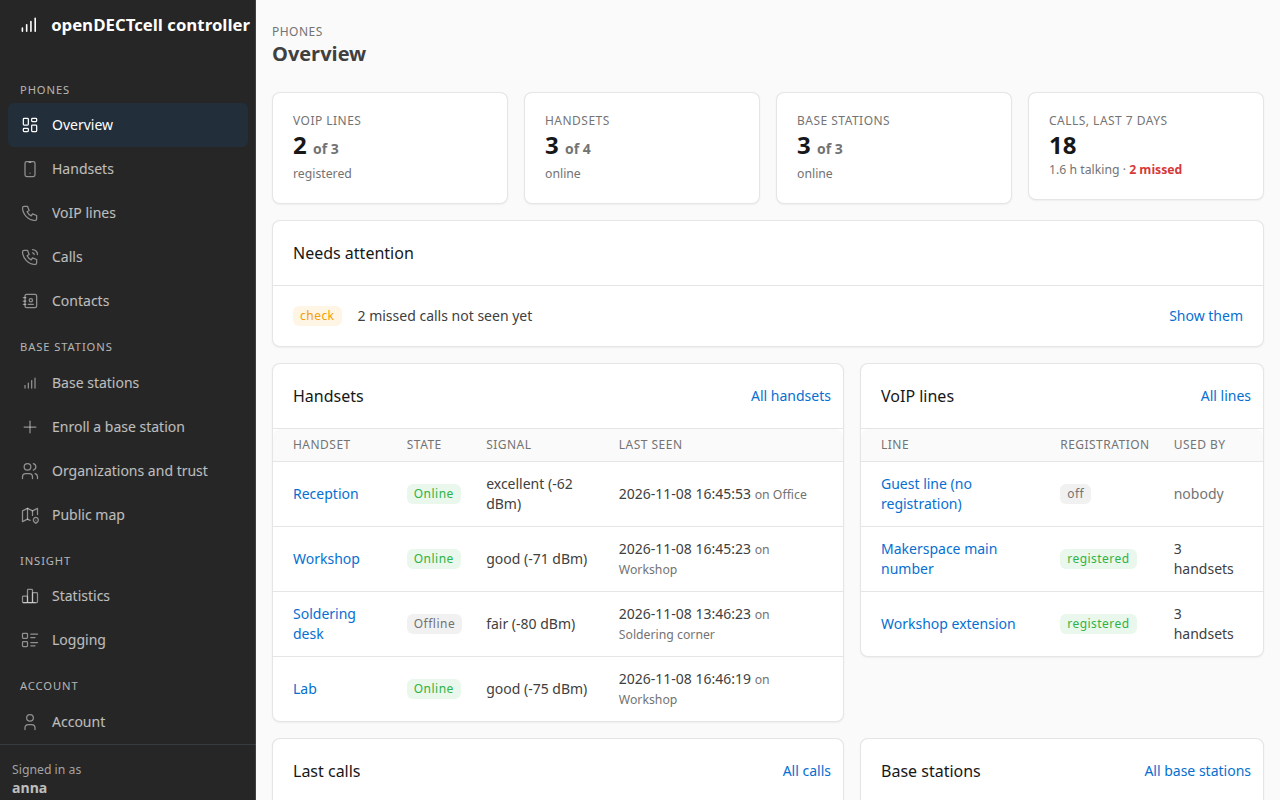 openDECTcell controller
PHONES
Overview
Handsets
VoIP lines
Calls
Contacts
BASE STATIONS
Base stations
Enroll a base station
Organizations and trust
Public map
INSIGHT
Statistics
Logging
ACCOUNT
Account
Signed in as
anna
PHONES
Overview
VOIP LINES
2 of 3
registered
HANDSETS
3 of 4
online
BASE STATIONS
3 of 3
online
CALLS, LAST 7 DAYS
18
1.6 h talking · 2 missed
Needs attention
check 2 missed calls not seen yet Show them
Handsets All handsets
HANDSET STATE SIGNAL LAST SEEN
Reception Online excellent (-62
dBm) 2026-11-08 16:45:53 on Office
Workshop Online good (-71 dBm) 2026-11-08 16:45:23 on
Workshop
Soldering
desk Offline fair (-80 dBm) 2026-11-08 13:46:23 on
Soldering corner
Lab Online good (-75 dBm) 2026-11-08 16:46:19 on
Workshop
VoIP lines All lines
LINE REGISTRATION USED BY
Guest line (no
registration) off nobody
Makerspace main
number registered 3
handsets
Workshop extension registered 3
handsets
Last calls All calls
Base stations All base stations